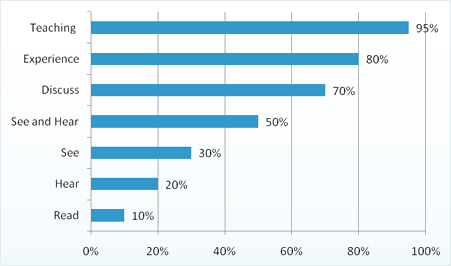 Teaching 95%
Experience 80%
Discuss 70%
See and Hear 50%
See 30%
Hear 20%
Read 10%
0% 20% 40% 60% 80% 100%